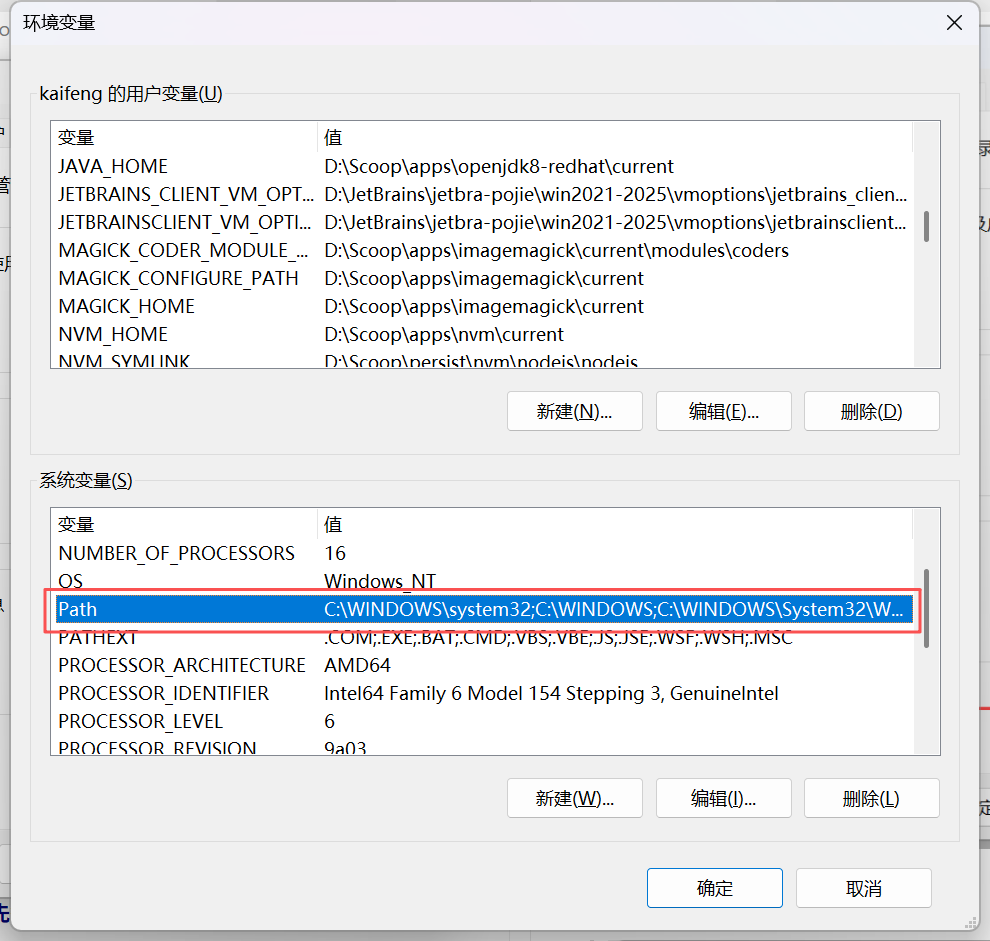 环境变量
kaifeng 的用户变量(U)
变量 值
JAVA_HOME D:\Scoop\apps\openjdk8-redhat\current
JETBRAINS_CLIENT_VM_OPT... D:\JetBrains\jetbra-pojie\win2021-2025\vmoptions\jetbrains_clien...
JETBRAINSCLIENT_VM_OPTI... D:\JetBrains\jetbra-pojie\win2021-2025\vmoptions\jetbrainsclient...
MAGICK_CODER_MODULE_... D:\Scoop\apps\imagemagick\current\modules\coders
MAGICK_CONFIGURE_PATH D:\Scoop\apps\imagemagick\current
MAGICK_HOME D:\Scoop\apps\imagemagick\current
NVM_HOME D:\Scoop\apps\nvm\current
NVM_SYMLINK D:\Scoop\persist\nvm\nodejs\nodejs
新建(N)... 编辑(E)... 删除(D)
系统变量(S)
变量 值
NUMBER_OF_PROCESSORS 16
OS Windows_NT
Path C:\WINDOWS\system32;C:\WINDOWS;C:\WINDOWS\System32\W...
PATHEXT .COM;.EXE;.BAT;.CMD;.VBS;.VBE;.JS;.JSE;.WSF;.WSH;.MSC
PROCESSOR_ARCHITECTURE AMD64
PROCESSOR_IDENTIFIER Intel64 Family 6 Model 154 Stepping 3, GenuineIntel
PROCESSOR_LEVEL 6
PROCESSOR_REVISION 9a03
新建(W)... 编辑(I)... 删除(L)
确定 取消